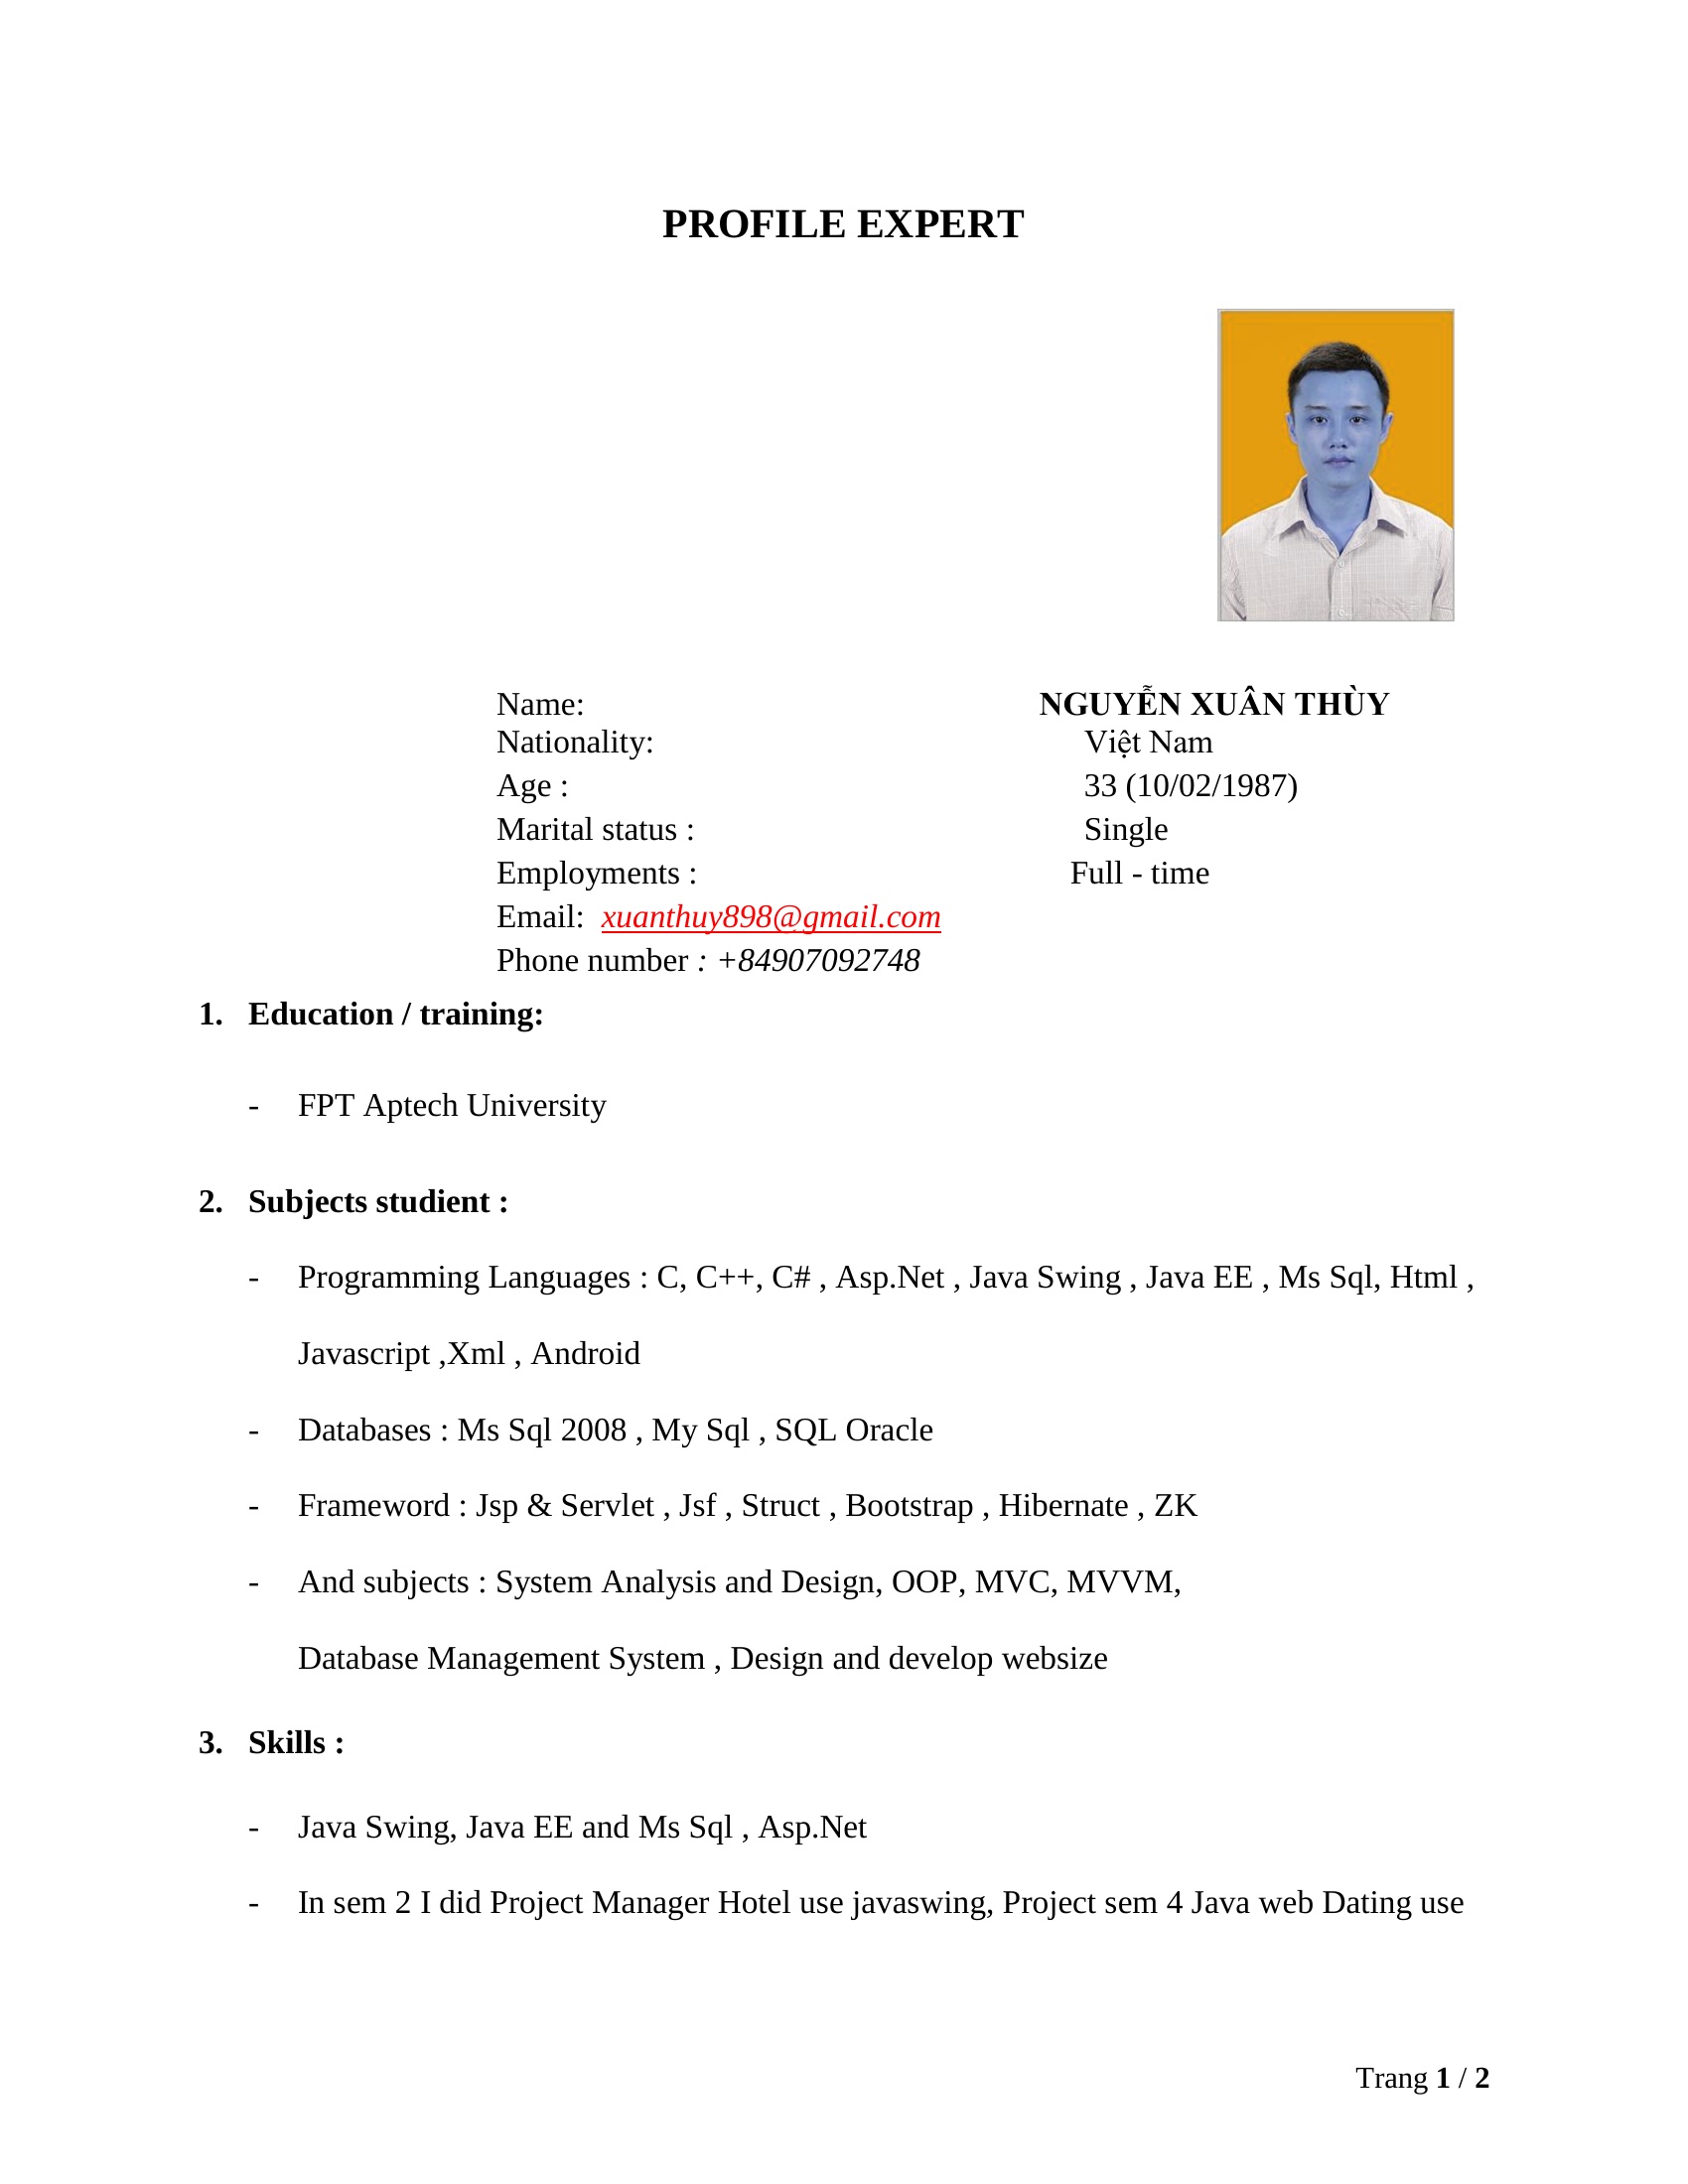 PROFILE EXPERT
Name: NGUYỄN XUÂN THÙY
Nationality: Việt Nam
Age : 33 (10/02/1987)
Marital status : Single
Employments : Full - time
Email: xuanthuy898@gmail.com
Phone number : +84907092748
1. Education / training:
- FPT Aptech University
2. Subjects studient :
- Programming Languages : C, C++, C# , Asp.Net , Java Swing , Java EE , Ms Sql, Html ,
Javascript ,Xml , Android
- Databases : Ms Sql 2008 , My Sql , SQL Oracle
- Frameword : Jsp & Servlet , Jsf , Struct , Bootstrap , Hibernate , ZK
- And subjects : System Analysis and Design, OOP, MVC, MVVM,
Database Management System , Design and develop websize
3. Skills :
- Java Swing, Java EE and Ms Sql , Asp.Net
- In sem 2 I did Project Manager Hotel use javaswing, Project sem 4 Java web Dating use
Trang 1 / 2